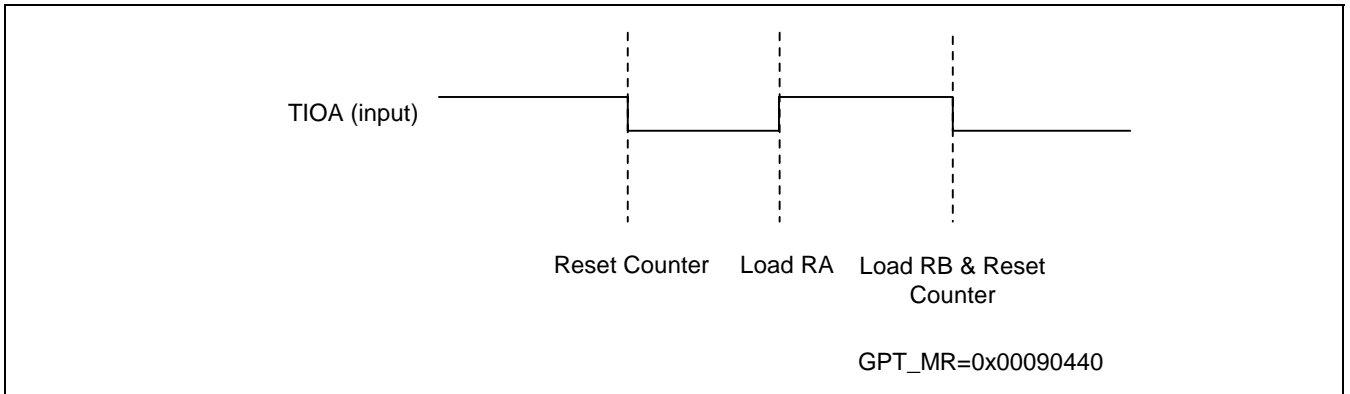 TIOA (input)
Reset Counter
Load RA
Load RB & Reset
Counter
GPT_MR=0x00090440